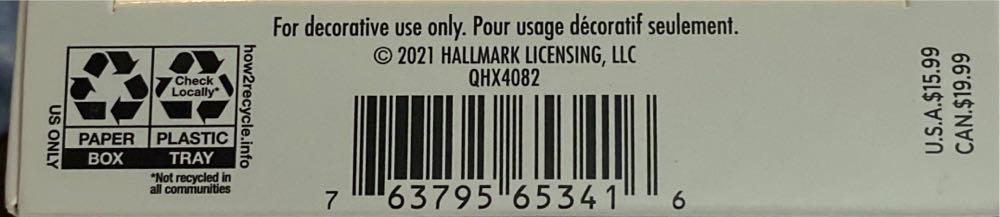 For decorative use only. Pour usage décoratif seulement.
© 2021 HALLMARK LICENSING, LLC
QHX4082
7 63795 65341 6
US ONLY
Check
Locally*
PAPER
BOX
PLASTIC
TRAY
*Not recycled in
all communities
how2recycle.info
U.S.A.$15.99
CAN.$19.99